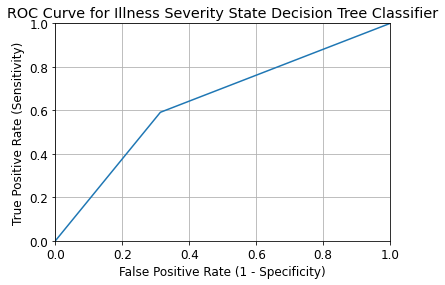 ROC Curve for Illness Severity State Decision Tree Classifier
1.0
0.8
0.6
0.4
0.2
0.0
True Positive Rate (Sensitivity)
0.0 0.2 0.4 0.6 0.8 1.0
False Positive Rate (1 - Specificity)